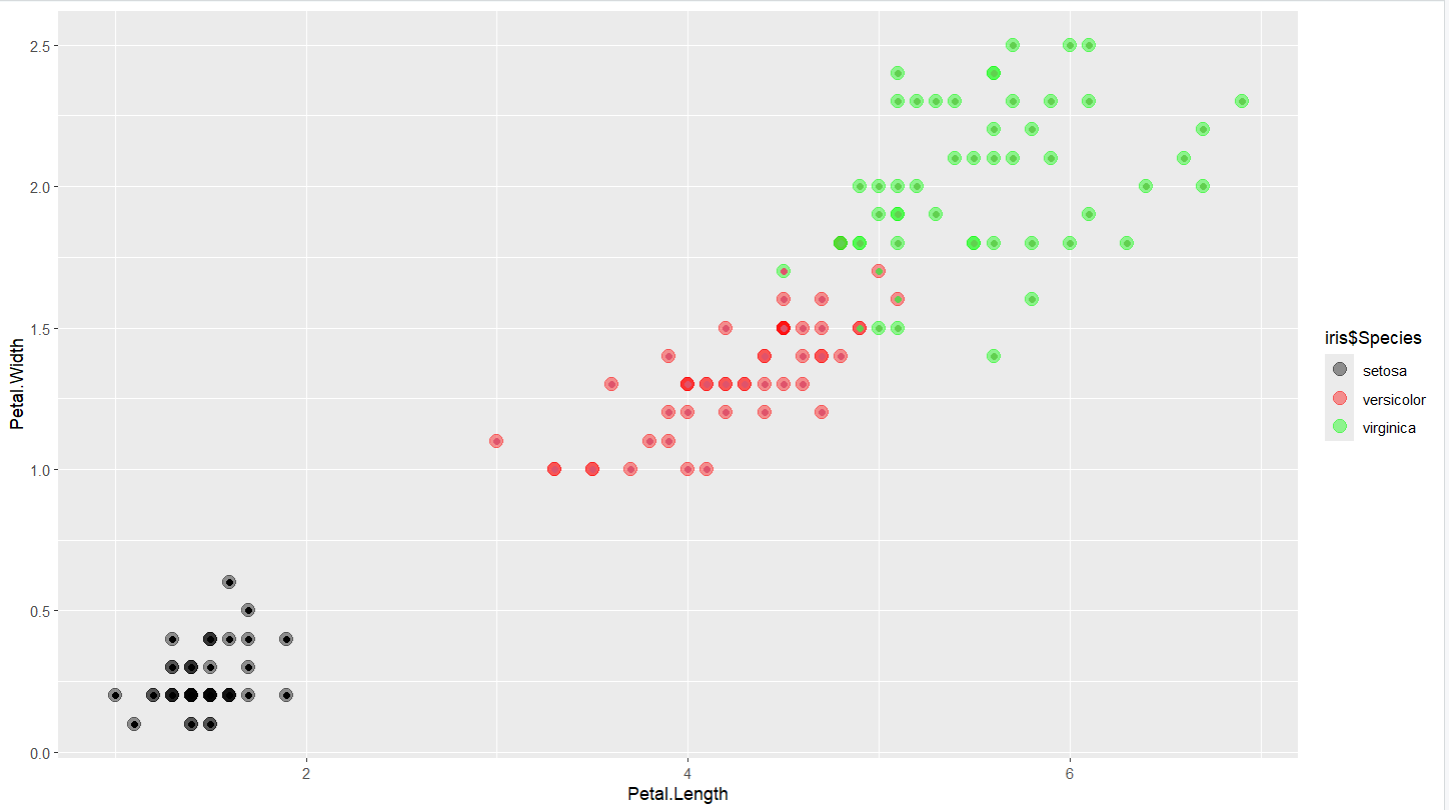 2.5
2.0
1.5
1.0
0.5
0.0
Petal.Width
2
4
6
Petal.Length
iris$Species
setosa
versicolor
virginica